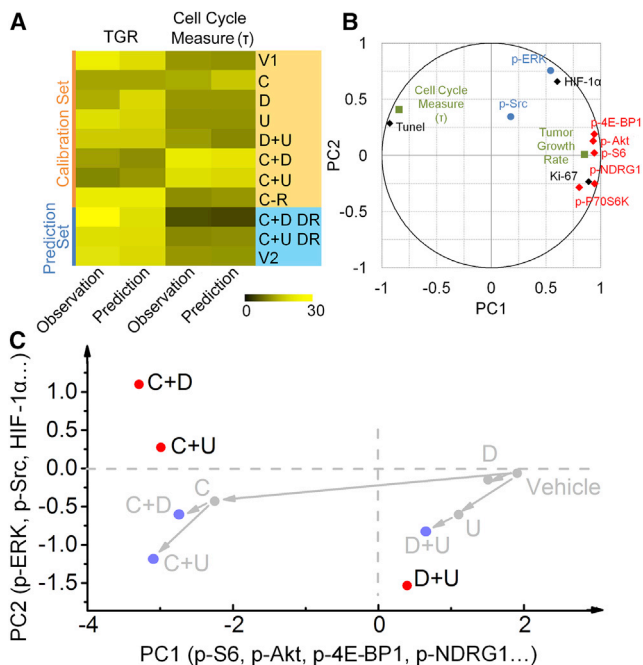 A
TGR
Cell Cycle
Measure (τ)
Calibration Set
Prediction
Set
V1
C
D
U
D+U
C+D
C+U
C-R
C+D DR
C+U DR
V2
Observation
Prediction
Observation
Prediction
0
30
B
PC2
1
0.5
0
-0.5
-1
p-ERK
HIF-1α
Cell Cycle
Measure
(τ)
p-Src
Tunel
p-4E-BP1
Tumor
Growth
Rate
p-Akt
p-S6
p-NDRG1
Ki-67
p-P70S6K
-1
-0.5
0
0.5
1
PC1
C
PC2 (p-ERK, p-Src, HIF-1α...)
1.0
0.5
0.0
-0.5
-1.0
-1.5
C+D
C+U
D
C
Vehicle
C+D
U
C+U
D+U
D+U
-4
-2
0
2
PC1 (p-S6, p-Akt, p-4E-BP1, p-NDRG1...)